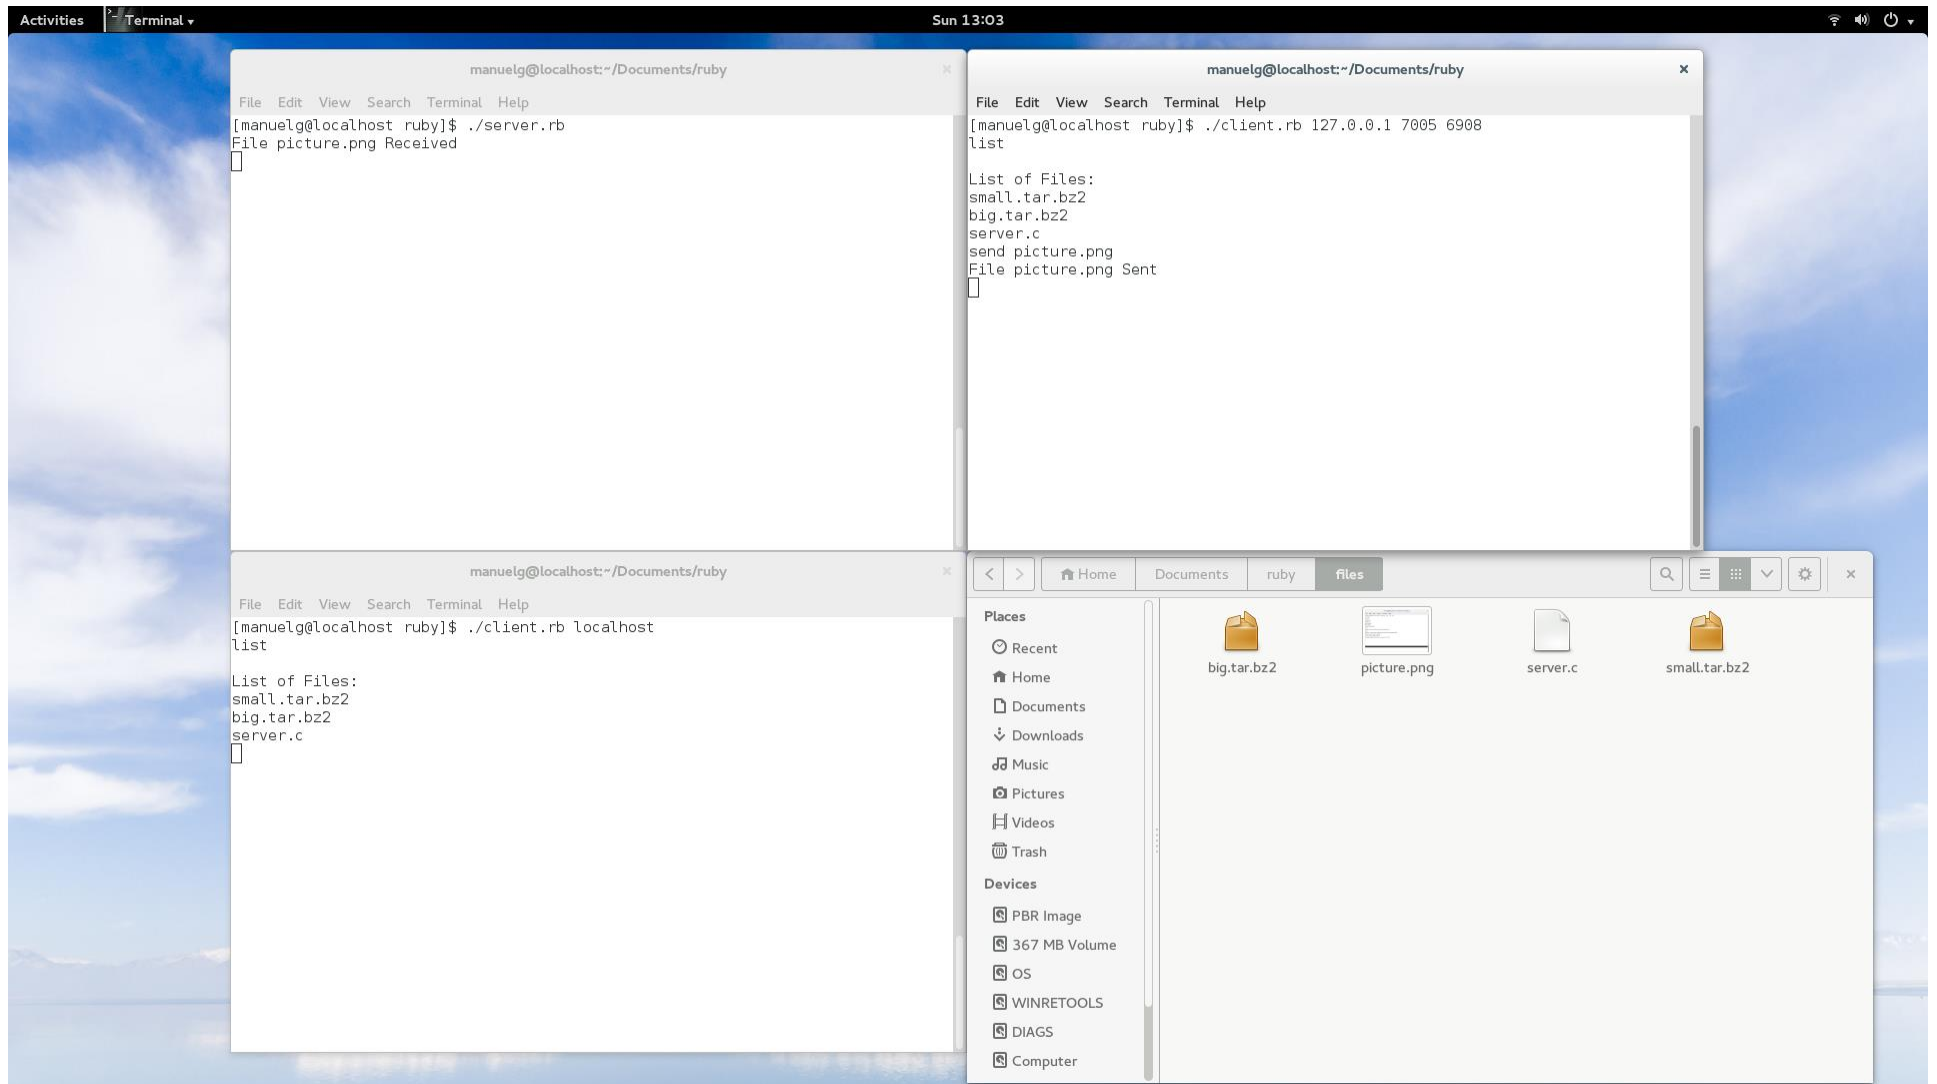 Activities
Terminal
Sun 13:03
manuelg@localhost:~/Documents/ruby
File Edit View Search Terminal Help
[manuelg@localhost ruby]$ ./server.rb
File picture.png Received
manuelg@localhost:~/Documents/ruby
File Edit View Search Terminal Help
[manuelg@localhost ruby]$ ./client.rb 127.0.0.1 7005 6908
list
List of Files:
small.tar.bz2
big.tar.bz2
server.c
send picture.png
File picture.png Sent
manuelg@localhost:~/Documents/ruby
File Edit View Search Terminal Help
[manuelg@localhost ruby]$ ./client.rb localhost
list
List of Files:
small.tar.bz2
big.tar.bz2
server.c
Home Documents ruby files
Places
Recent
Home
Documents
Downloads
Music
Pictures
Videos
Trash
Devices
PBR Image
367 MB Volume
OS
WINRETOOLS
DIAGS
Computer
big.tar.bz2
picture.png
server.c
small.tar.bz2